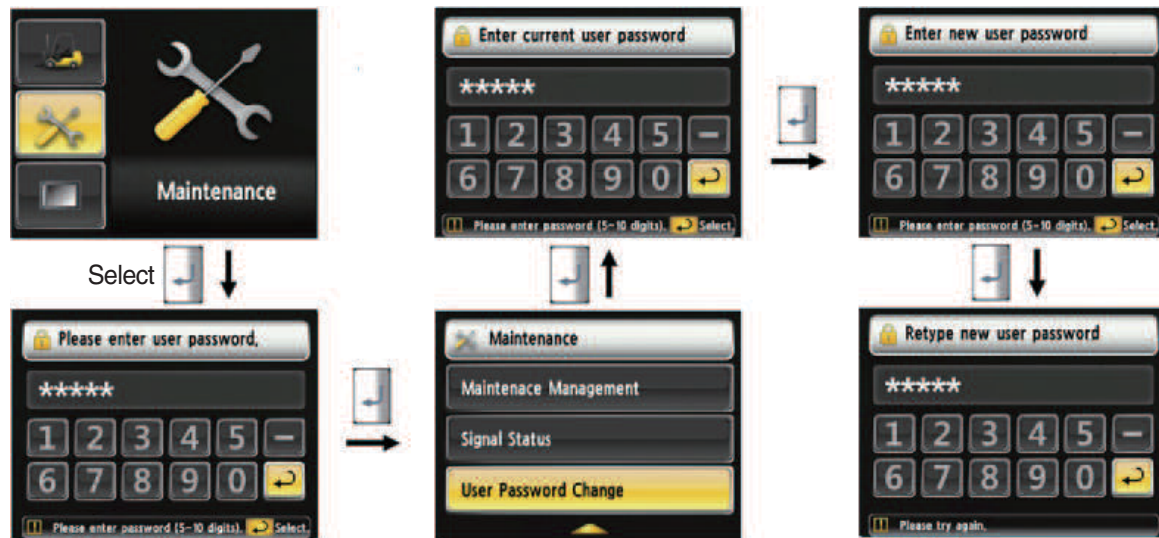 Maintenance
Select
Please enter user password,
*****
1 2 3 4 5 -
6 7 8 9 0
Please enter password (5-10 digits). Select.
Maintenance
Maintenace Management
Signal Status
User Password Change
Enter current user password
*****
1 2 3 4 5 -
6 7 8 9 0
Please enter password (5-10 digits). Select.
Enter new user password
*****
1 2 3 4 5 -
6 7 8 9 0
Please enter password (5-10 digits). Select.
Retype new user password
*****
1 2 3 4 5 -
6 7 8 9 0
Please try again.